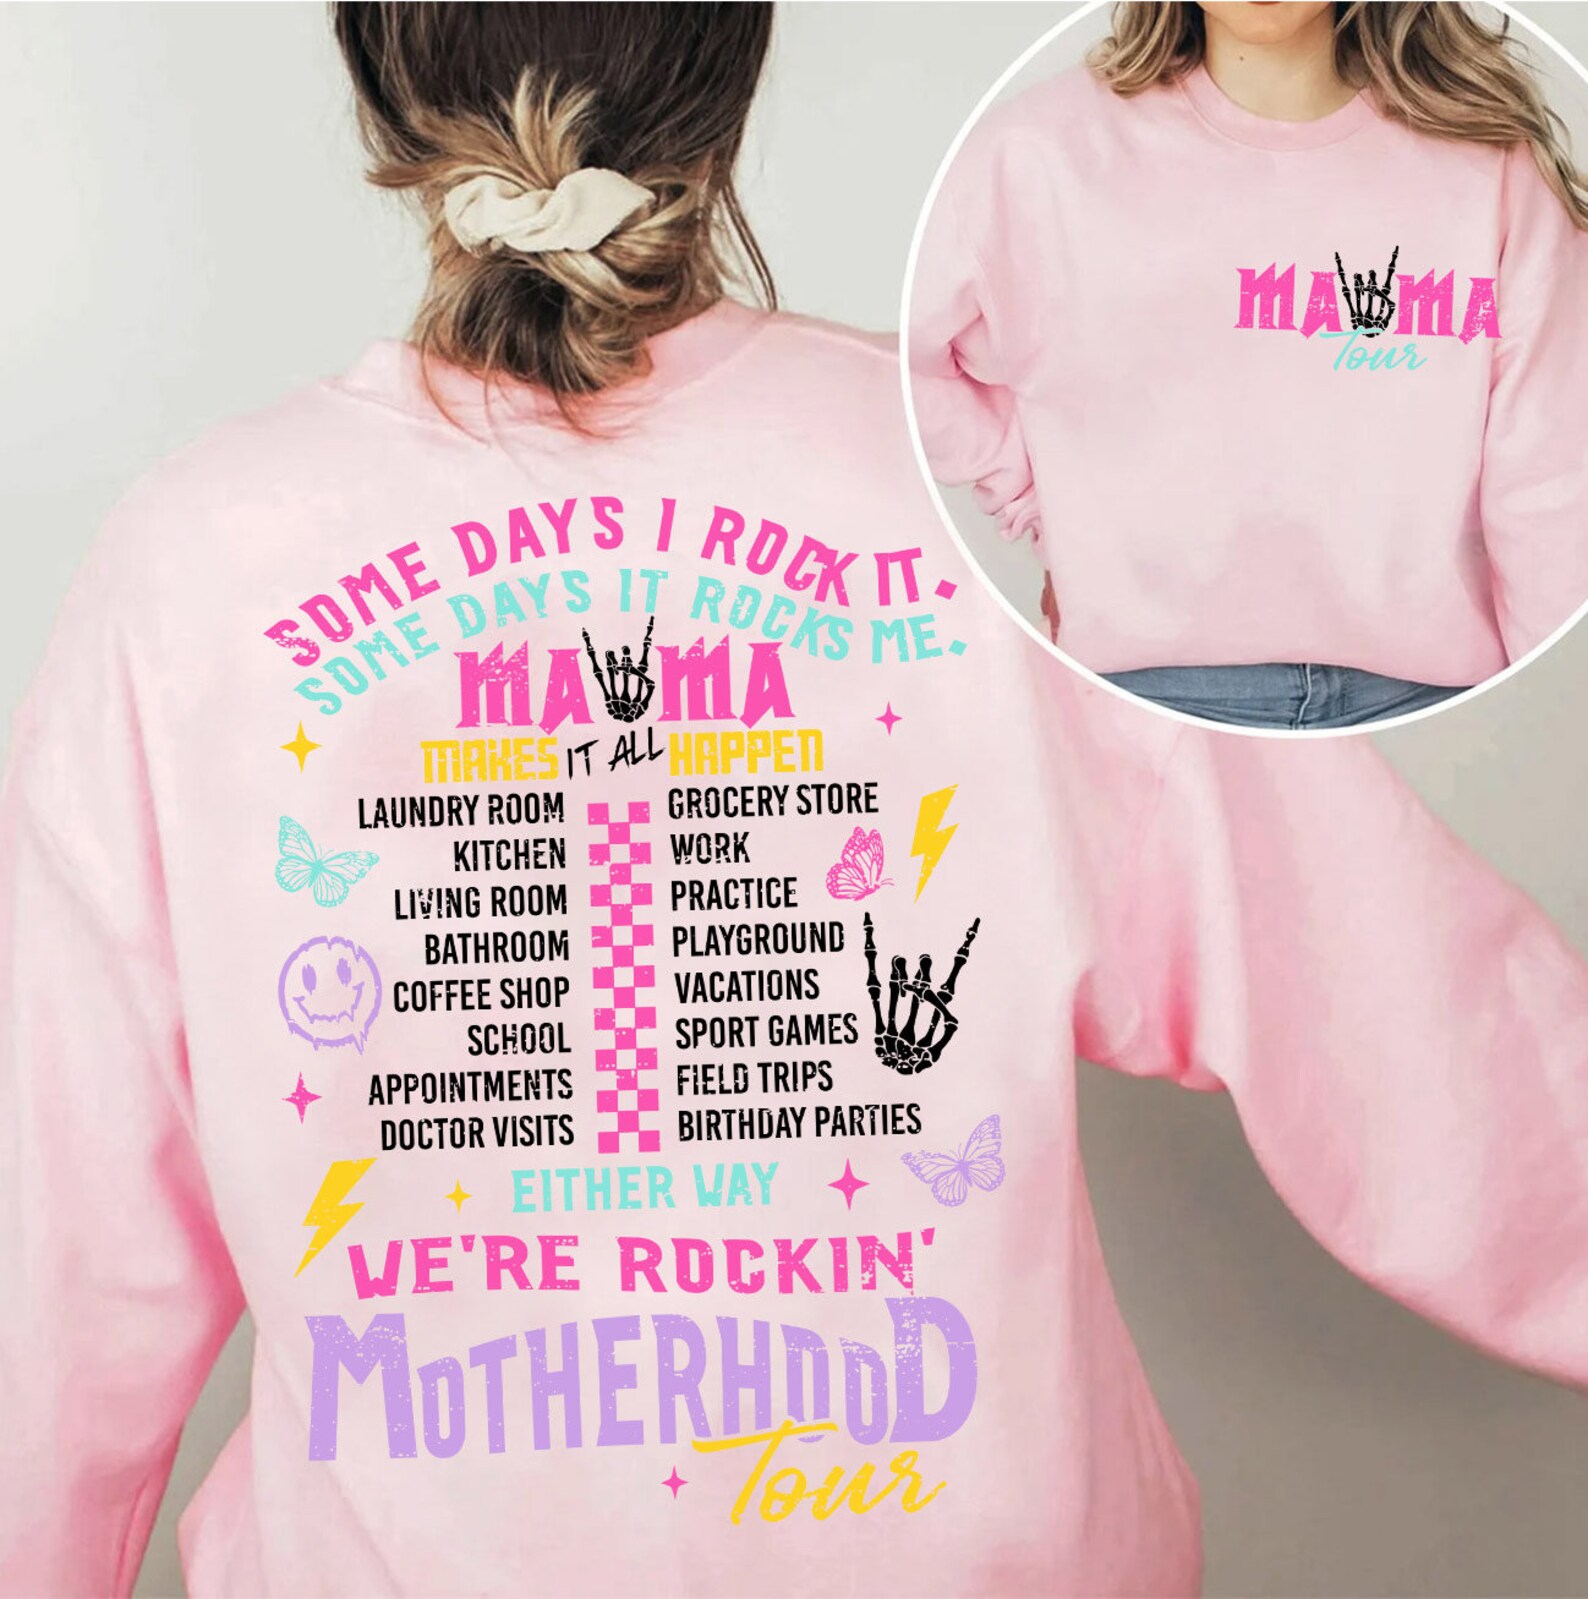 SOME DAYS I ROCK IT.
SOME DAYS IT ROCKS ME.
MAMA
MAKES IT ALL HAPPEN
LAUNDRY ROOM
KITCHEN
LIVING ROOM
BATHROOM
COFFEE SHOP
SCHOOL
APPOINTMENTS
DOCTOR VISITS
GROCERY STORE
WORK
PRACTICE
PLAYGROUND
VACATIONS
SPORT GAMES
FIELD TRIPS
BIRTHDAY PARTIES
EITHER WAY
WE'RE ROCKIN'
MOTHERHOOD
Tour
MAMA
Tour